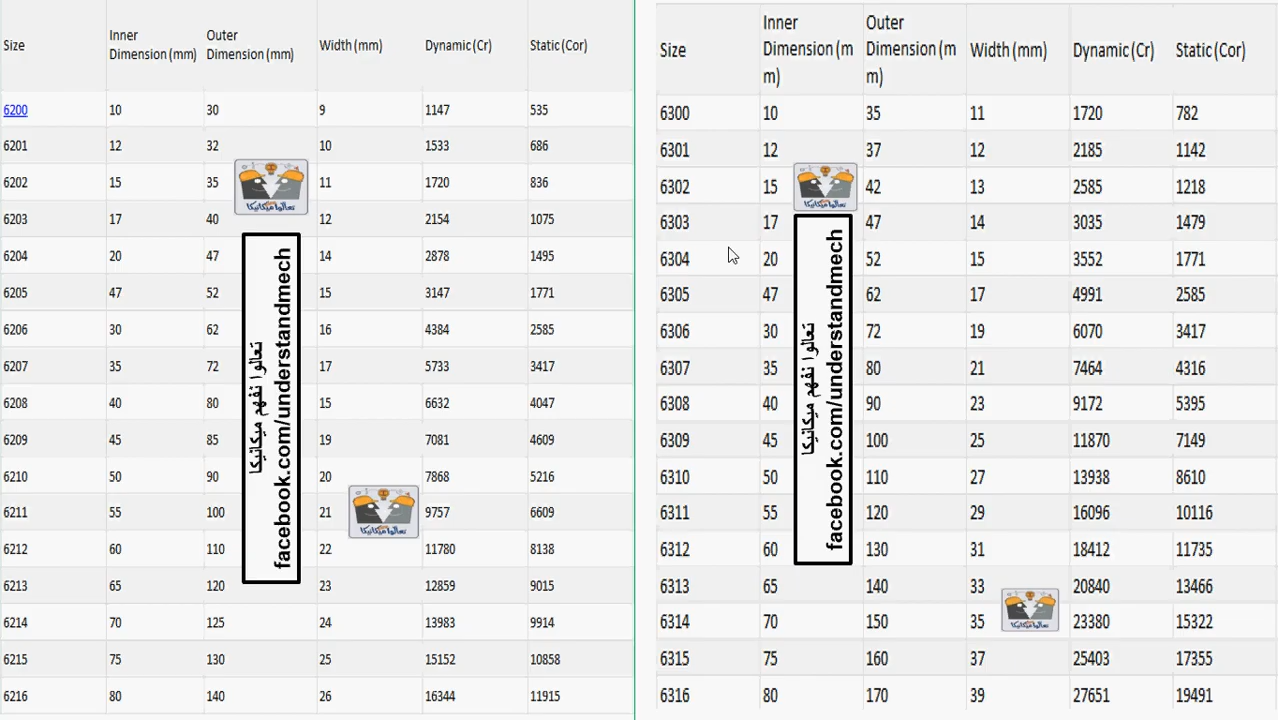 Size Inner Dimension (mm) Outer Dimension (mm) Width (mm) Dynamic (Cr) Static (Cor)
6200 10 30 9 1147 535
6201 12 32 10 1533 686
6202 15 35 11 1720 836
6203 17 40 12 2154 1075
6204 20 47 14 2878 1495
6205 47 52 15 3147 1771
6206 30 62 16 4384 2585
6207 35 72 17 5733 3417
6208 40 80 15 6632 4047
6209 45 85 19 7081 4609
6210 50 90 20 7868 5216
6211 55 100 21 9757 6609
6212 60 110 22 11780 8138
6213 65 120 23 12859 9015
6214 70 125 24 13983 9914
6215 75 130 25 15152 10858
6216 80 140 26 16344 11915
تعالوا نفهم ميكانيكا
facebook.com/understandmech
Size Inner Dimension (mm) Outer Dimension (mm) Width (mm) Dynamic (Cr) Static (Cor)
6300 10 35 11 1720 782
6301 12 37 12 2185 1142
6302 15 42 13 2585 1218
6303 17 47 14 3035 1479
6304 20 52 15 3552 1771
6305 47 62 17 4991 2585
6306 30 72 19 6070 3417
6307 35 80 21 7464 4316
6308 40 90 23 9172 5395
6309 45 100 25 11870 7149
6310 50 110 27 13938 8610
6311 55 120 29 16096 10116
6312 60 130 31 18412 11735
6313 65 140 33 20840 13466
6314 70 150 35 23380 15322
6315 75 160 37 25403 17355
6316 80 170 39 27651 19491
تعالوا نفهم ميكانيكا
facebook.com/understandmech